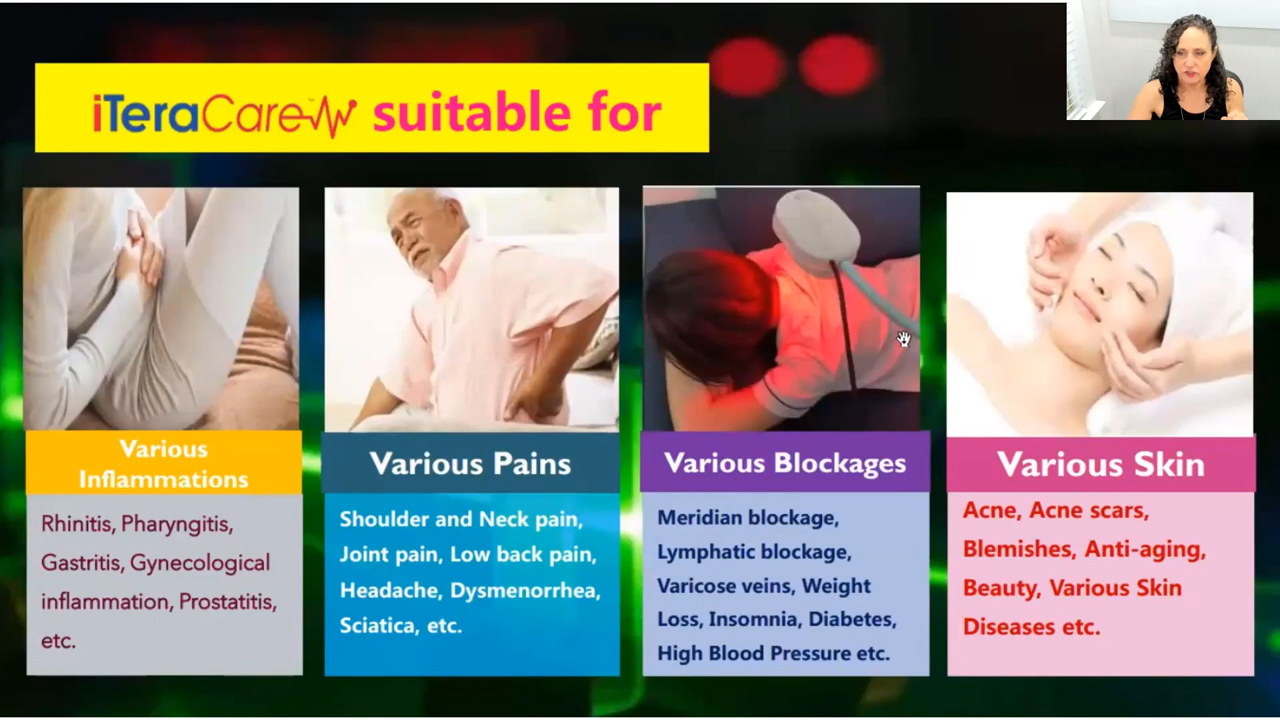 iTeraCare™ suitable for
Various
Inflammations
Rhinitis, Pharyngitis,
Gastritis, Gynecological
inflammation, Prostatitis,
etc.
Various Pains
Shoulder and Neck pain,
Joint pain, Low back pain,
Headache, Dysmenorrhea,
Sciatica, etc.
Various Blockages
Meridian blockage,
Lymphatic blockage,
Varicose veins, Weight
Loss, Insomnia, Diabetes,
High Blood Pressure etc.
Various Skin
Acne, Acne scars,
Blemishes, Anti-aging,
Beauty, Various Skin
Diseases etc.